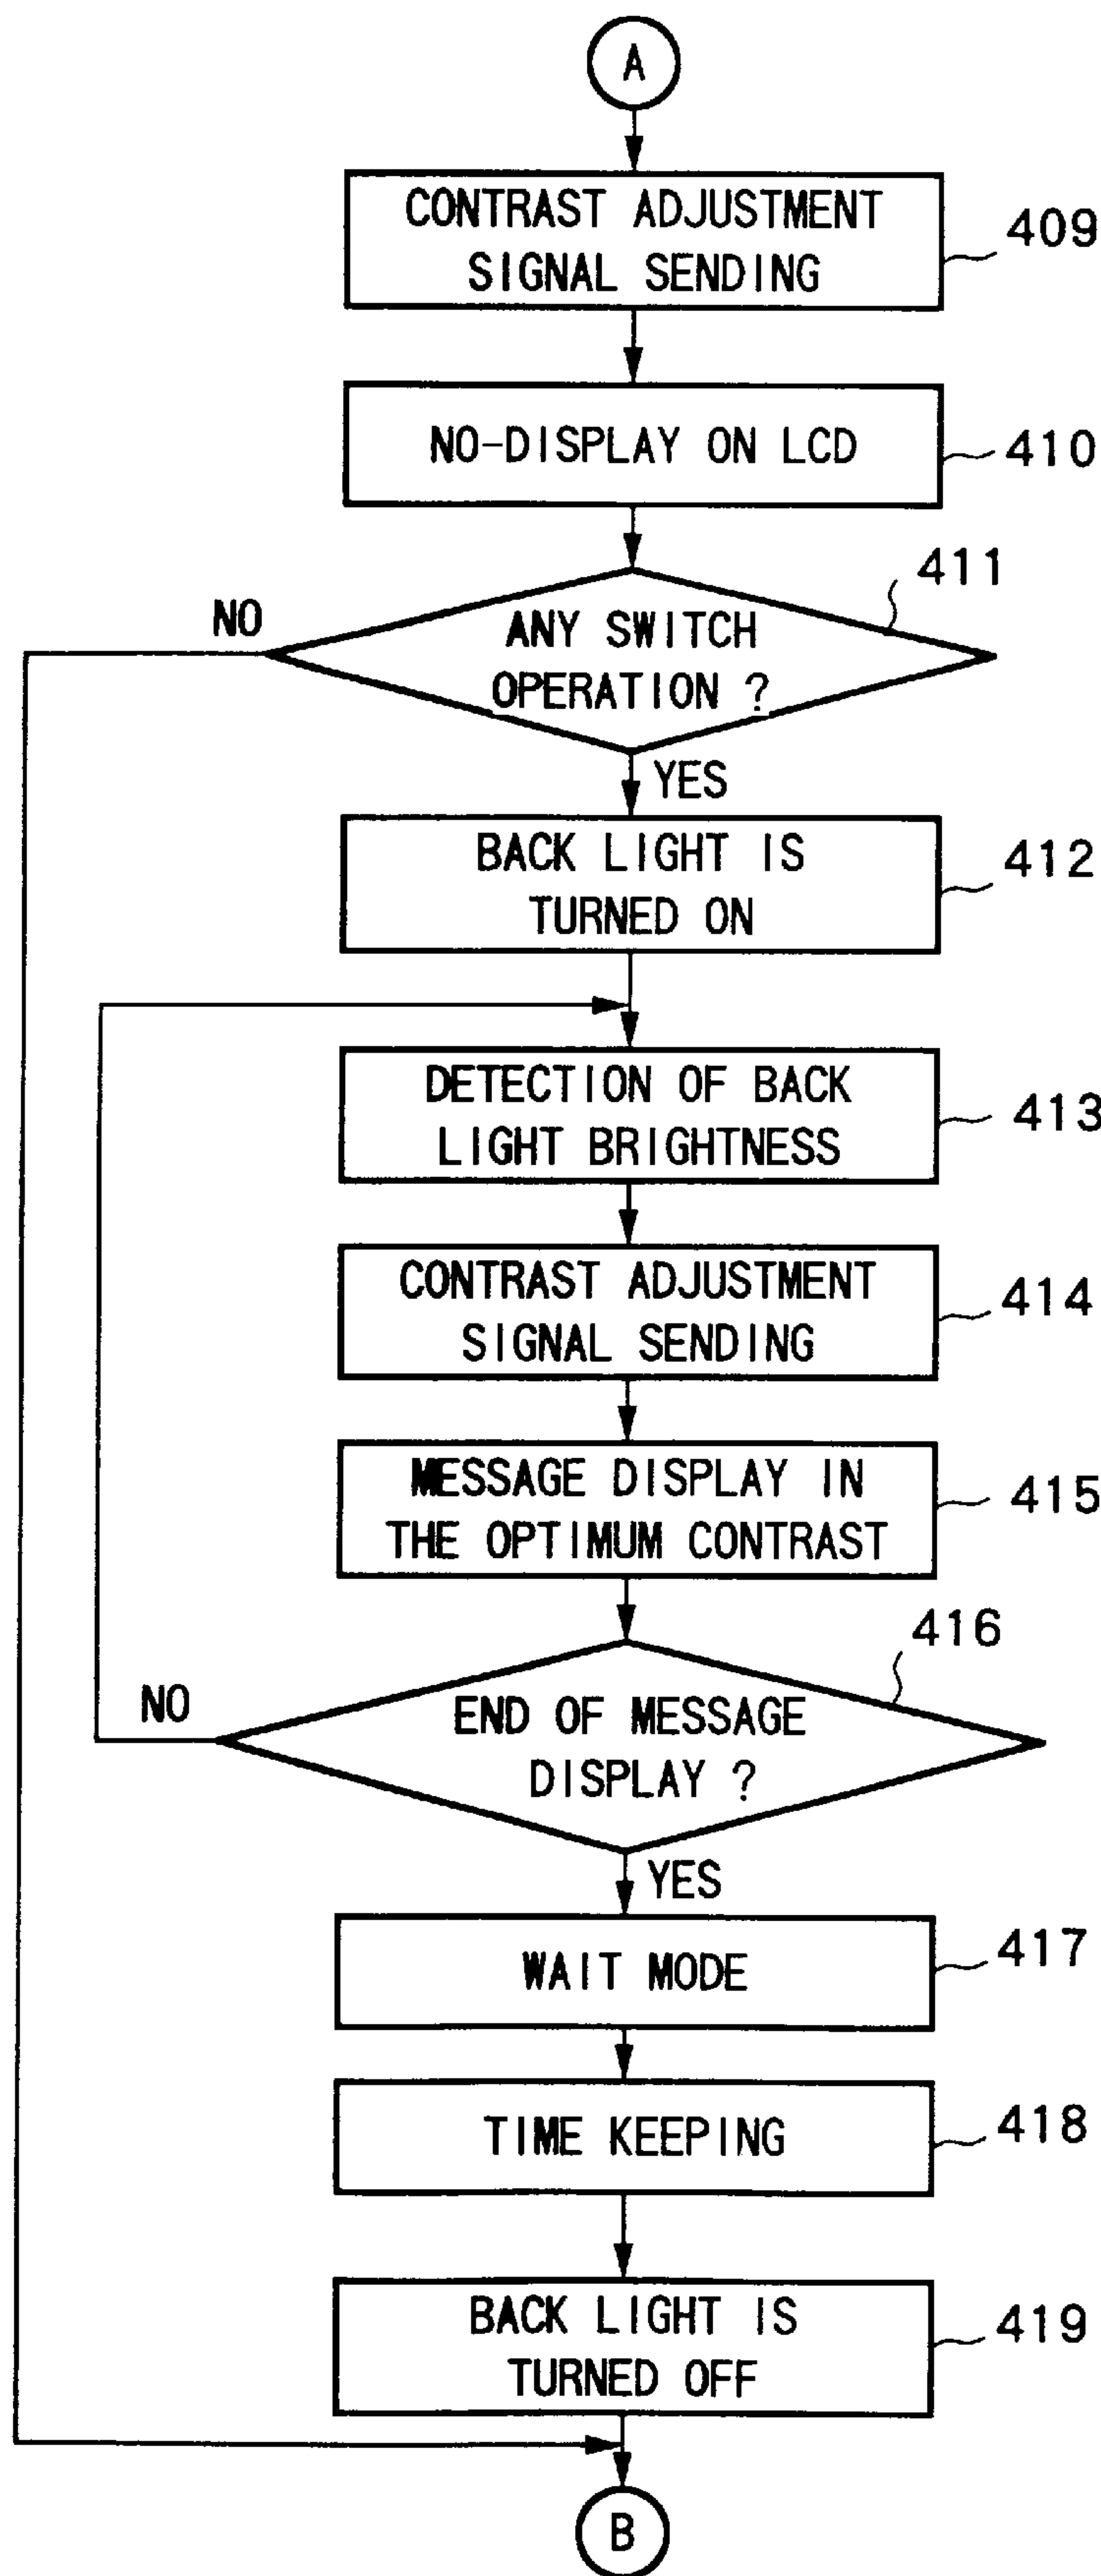 A
CONTRAST ADJUSTMENT
SIGNAL SENDING
409
NO-DISPLAY ON LCD
410
411
NO
ANY SWITCH
OPERATION ?
YES
BACK LIGHT IS
TURNED ON
412
DETECTION OF BACK
LIGHT BRIGHTNESS
413
CONTRAST ADJUSTMENT
SIGNAL SENDING
414
MESSAGE DISPLAY IN
THE OPTIMUM CONTRAST
415
416
NO
END OF MESSAGE
DISPLAY ?
YES
WAIT MODE
417
TIME KEEPING
418
BACK LIGHT IS
TURNED OFF
419
B